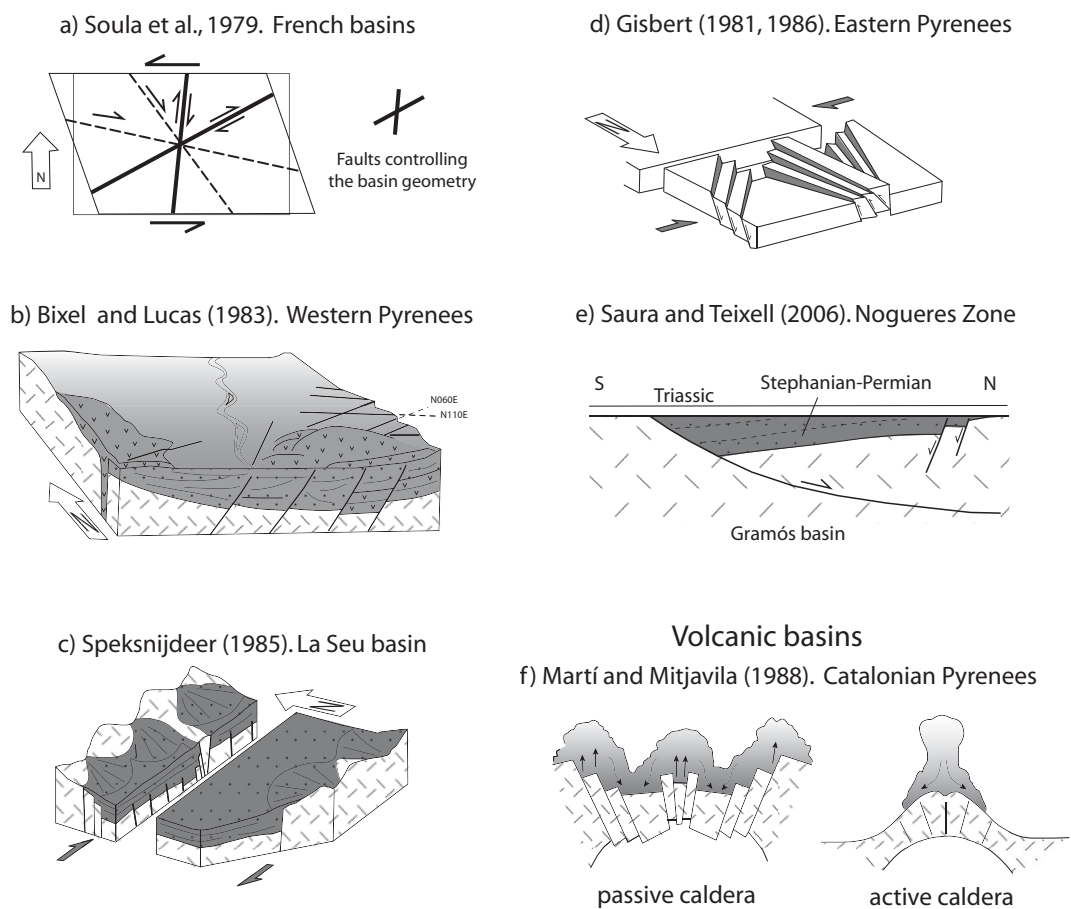 a) Soula et al., 1979. French basins
N
Faults controlling
the basin geometry
b) Bixel and Lucas (1983). Western Pyrenees
N060E
N110E
N
c) Speksnijdeer (1985). La Seu basin
N
d) Gisbert (1981, 1986). Eastern Pyrenees
N
e) Saura and Teixell (2006). Nogueres Zone
S
Triassic
Stephanian-Permian
N
Gramós basin
Volcanic basins
f) Martí and Mitjavila (1988). Catalonian Pyrenees
passive caldera
active caldera